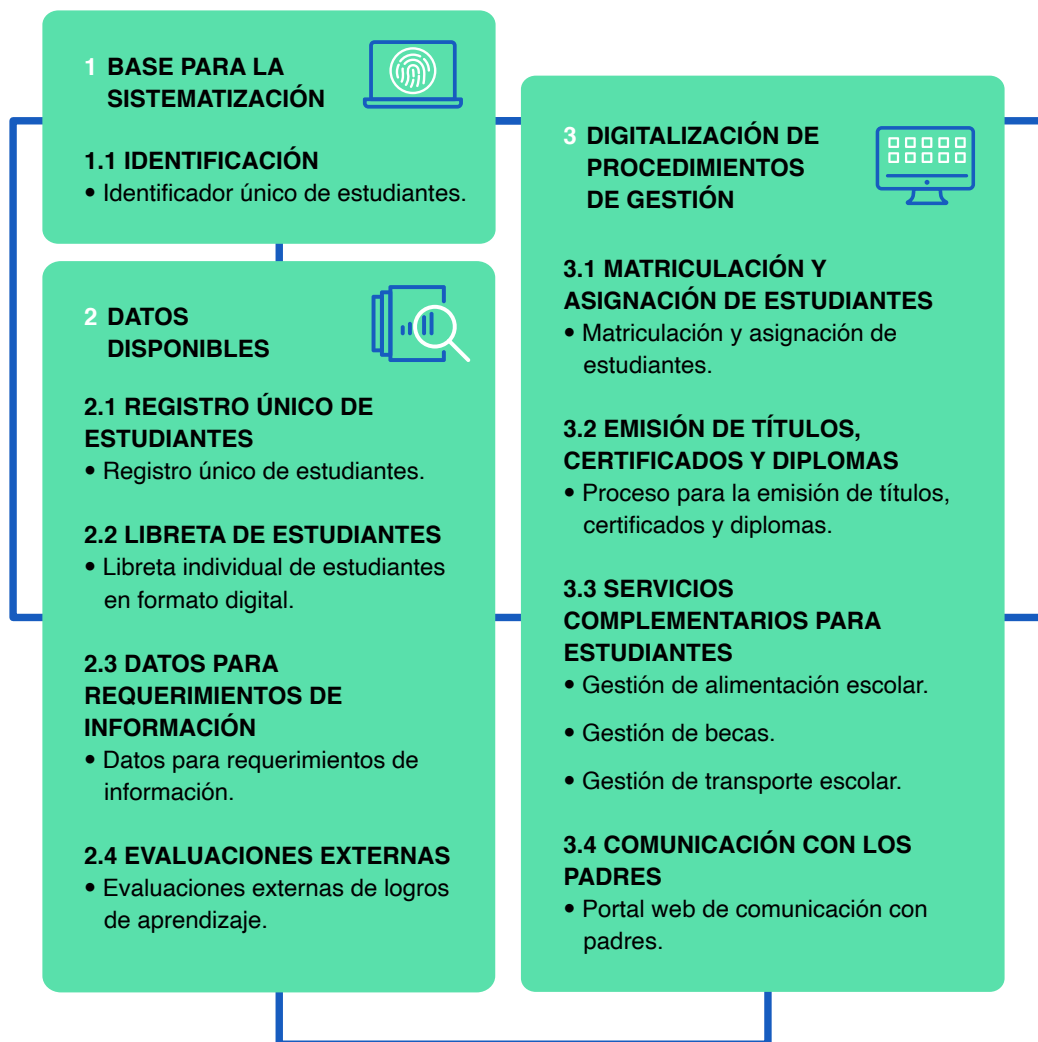 1 BASE PARA LA
SISTEMATIZACIÓN
1.1 IDENTIFICACIÓN
• Identificador único de estudiantes.
2 DATOS
DISPONIBLES
2.1 REGISTRO ÚNICO DE
ESTUDIANTES
• Registro único de estudiantes.
2.2 LIBRETA DE ESTUDIANTES
• Libreta individual de estudiantes
en formato digital.
2.3 DATOS PARA
REQUERIMIENTOS DE
INFORMACIÓN
• Datos para requerimientos de
información.
2.4 EVALUACIONES EXTERNAS
• Evaluaciones externas de logros
de aprendizaje.
3 DIGITALIZACIÓN DE
PROCEDIMIENTOS
DE GESTIÓN
3.1 MATRICULACIÓN Y
ASIGNACIÓN DE ESTUDIANTES
• Matriculación y asignación de
estudiantes.
3.2 EMISIÓN DE TÍTULOS,
CERTIFICADOS Y DIPLOMAS
• Proceso para la emisión de títulos,
certificados y diplomas.
3.3 SERVICIOS
COMPLEMENTARIOS PARA
ESTUDIANTES
• Gestión de alimentación escolar.
• Gestión de becas.
• Gestión de transporte escolar.
3.4 COMUNICACIÓN CON LOS
PADRES
• Portal web de comunicación con
padres.